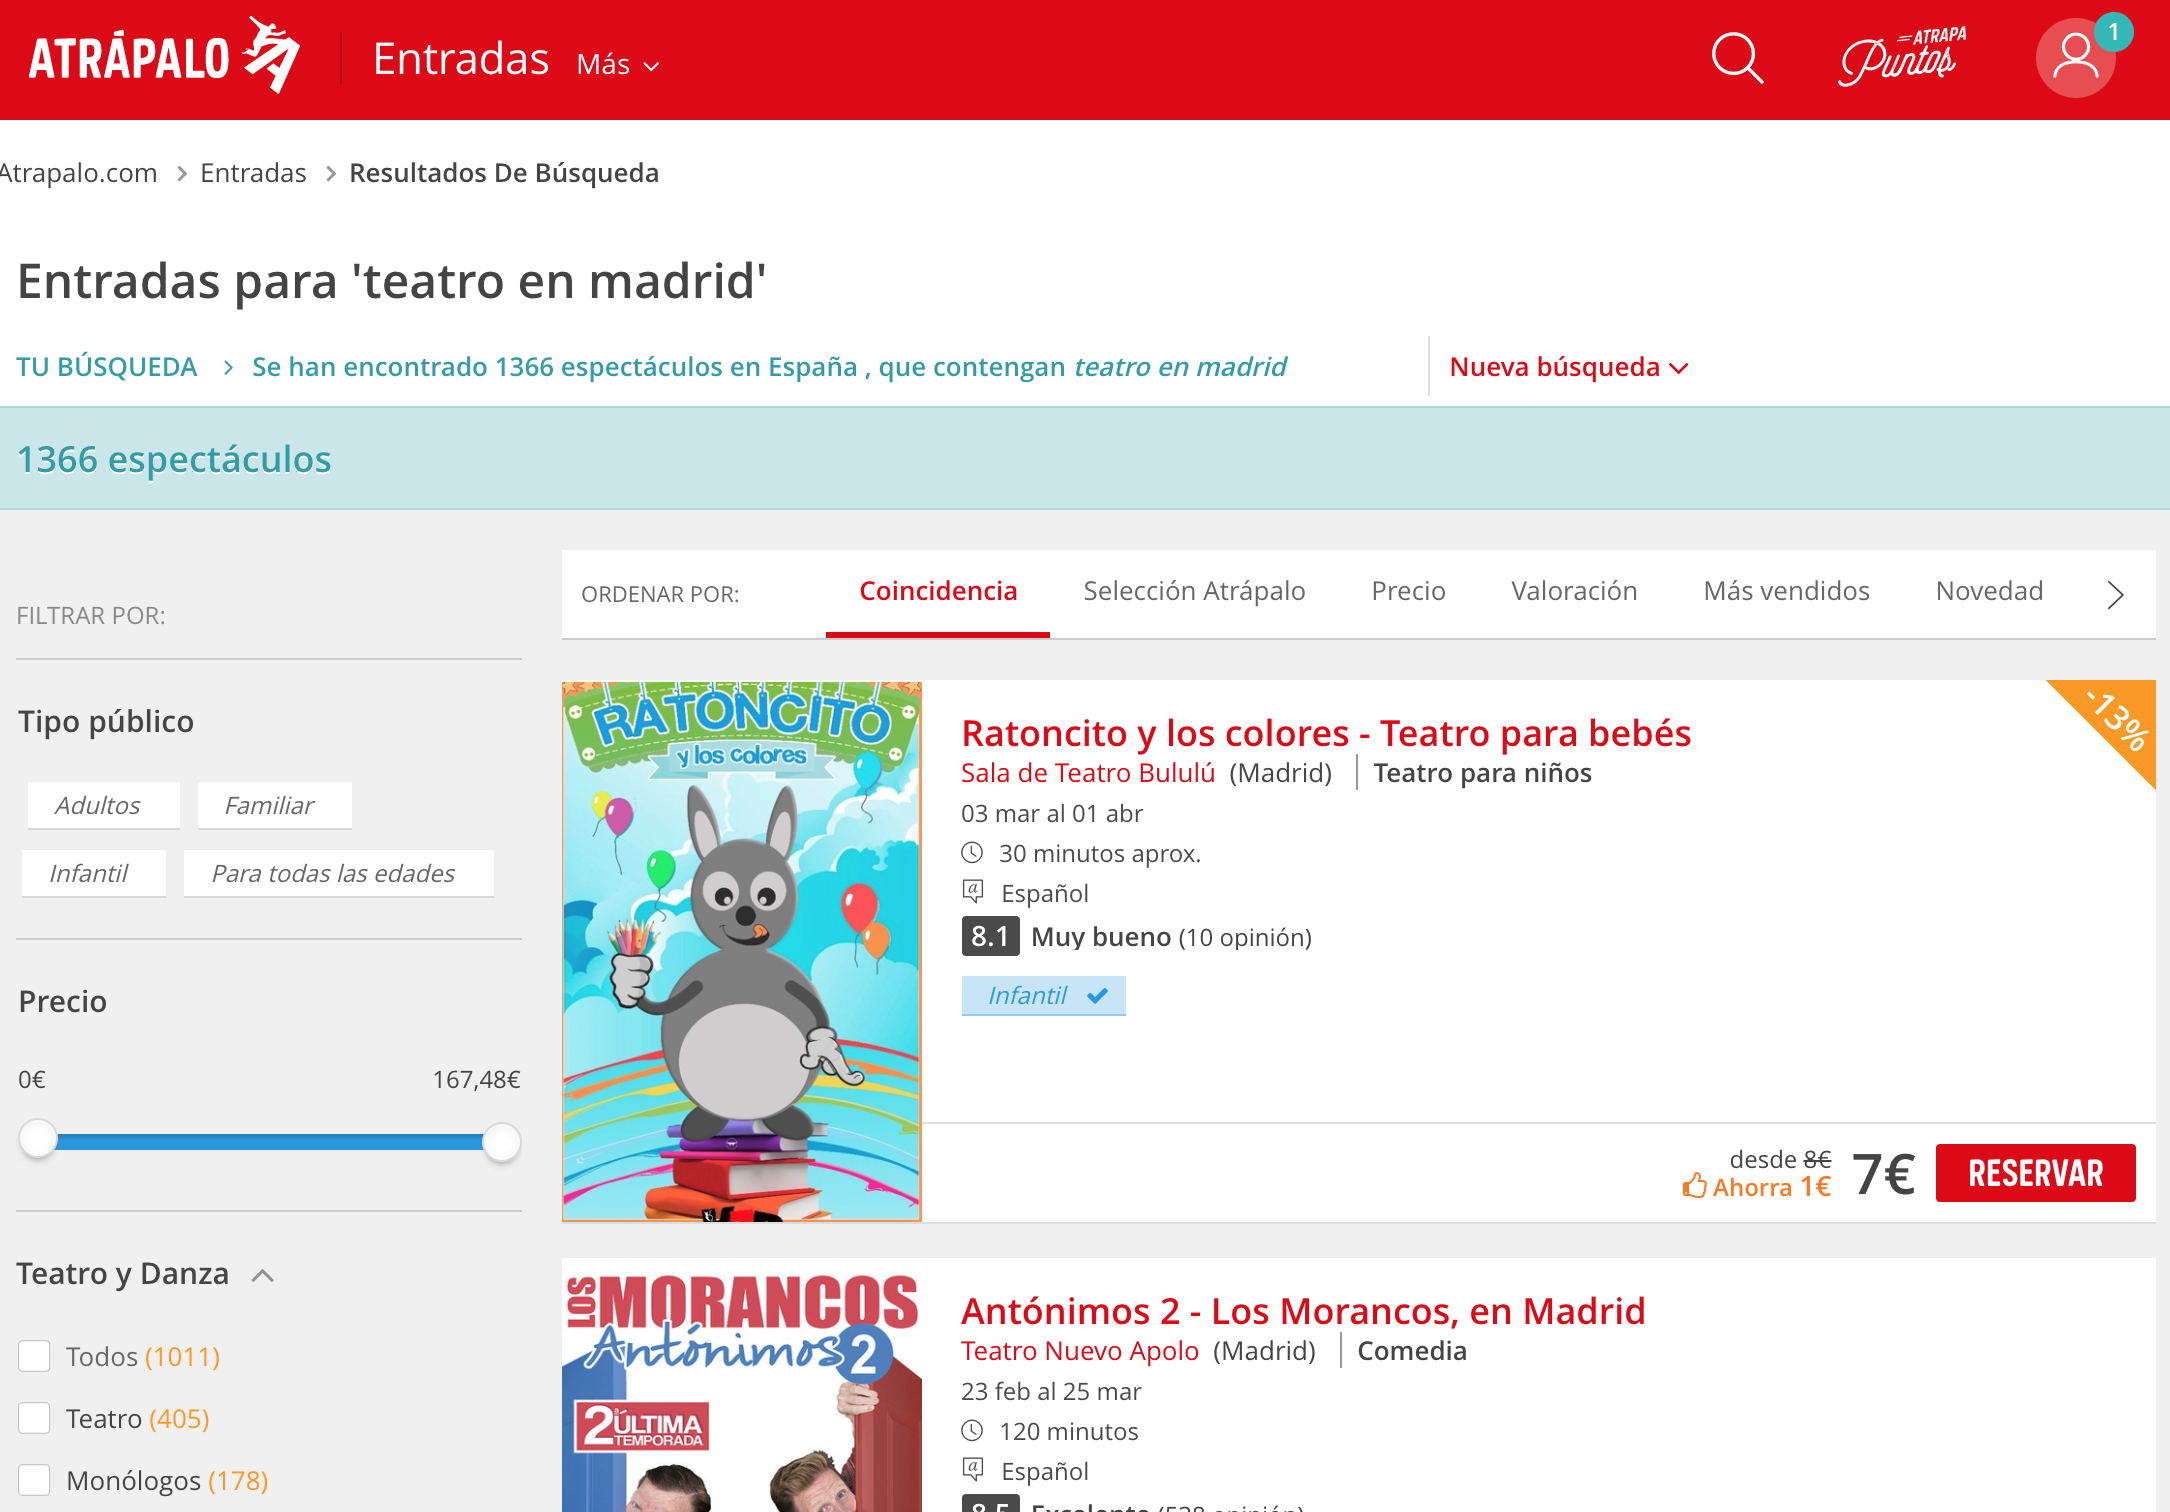 ATRÁPALO
Entradas Más
ATRAPA
Puntos
1
Atrapalo.com > Entradas > Resultados De Búsqueda
Entradas para 'teatro en madrid'
TU BÚSQUEDA > Se han encontrado 1366 espectáculos en España , que contengan teatro en madrid
Nueva búsqueda
1366 espectáculos
FILTRAR POR:
Tipo público
Adultos
Familiar
Infantil
Para todas las edades
Precio
0€ 167,48€
Teatro y Danza
Todos (1011)
Teatro (405)
Monólogos (178)
ORDENAR POR: Coincidencia Selección Atrápalo Precio Valoración Más vendidos Novedad
RATONCITO
y los colores
Ratoncito y los colores - Teatro para bebés
-13%
Sala de Teatro Bululú (Madrid) Teatro para niños
03 mar al 01 abr
30 minutos aprox.
Español
8.1 Muy bueno (10 opinión)
Infantil
desde 8€
Ahorra 1€
7€
RESERVAR
LOS MORANCOS
Antónimos 2
2ª ÚLTIMA
TEMPORADA
Antónimos 2 - Los Morancos, en Madrid
Teatro Nuevo Apolo (Madrid) Comedia
23 feb al 25 mar
120 minutos
Español
8.5 Excelente (538 opinión)